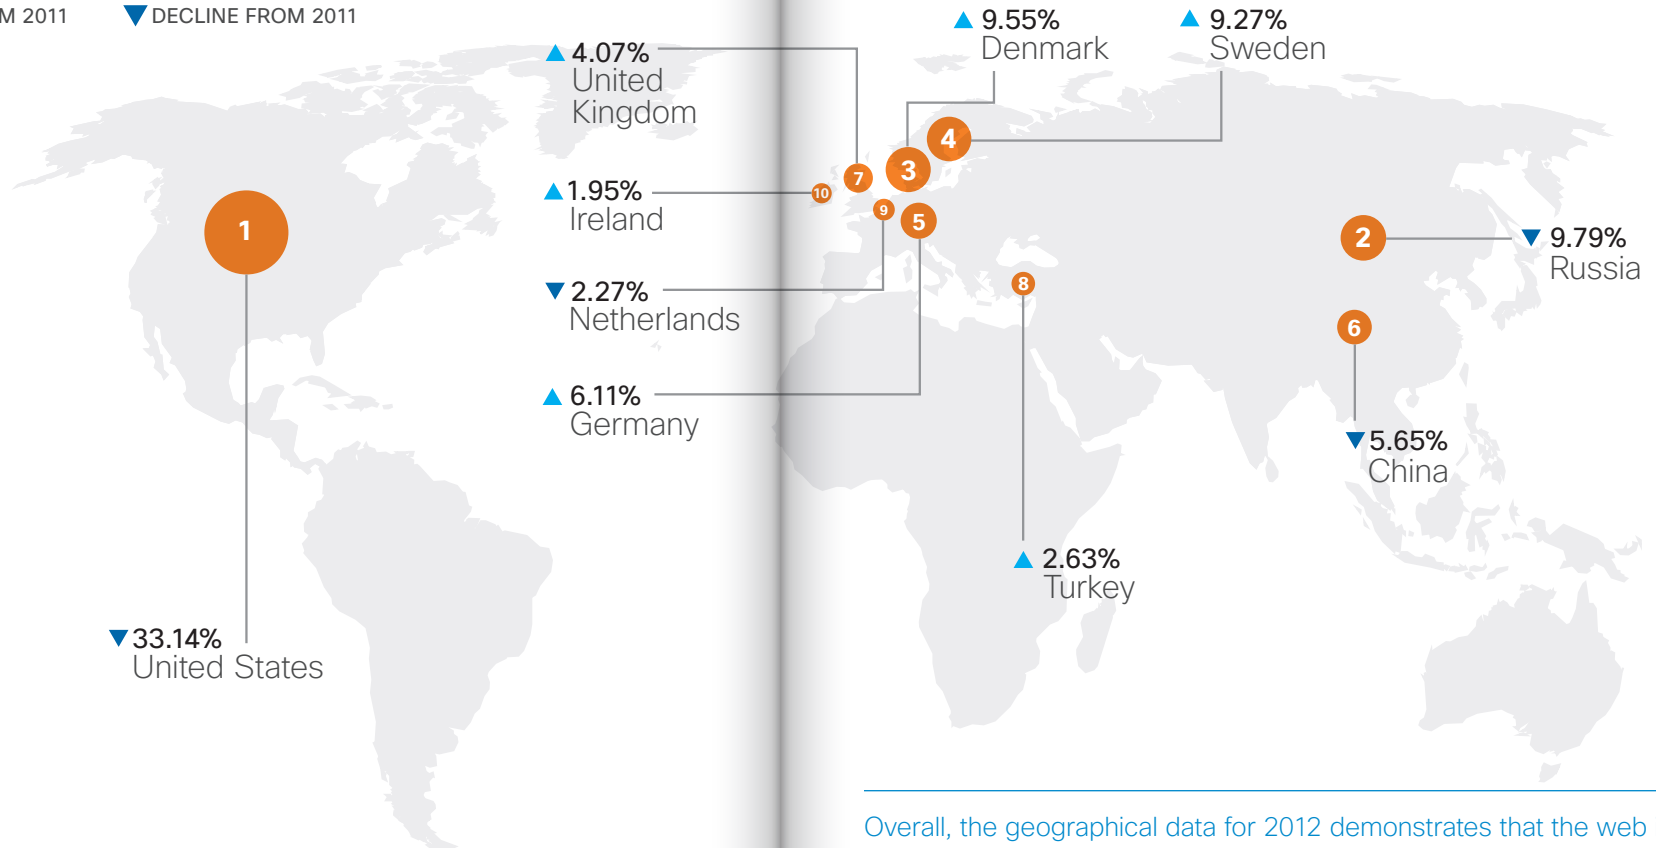 M 2011
DECLINE FROM 2011
4.07%
United
Kingdom
9.55%
Denmark
9.27%
Sweden
1.95%
Ireland
2.27%
Netherlands
6.11%
Germany
9.79%
Russia
5.65%
China
2.63%
Turkey
33.14%
United States
1
2
3
4
5
6
7
8
9
10
Overall, the geographical data for 2012 demonstrates that the web